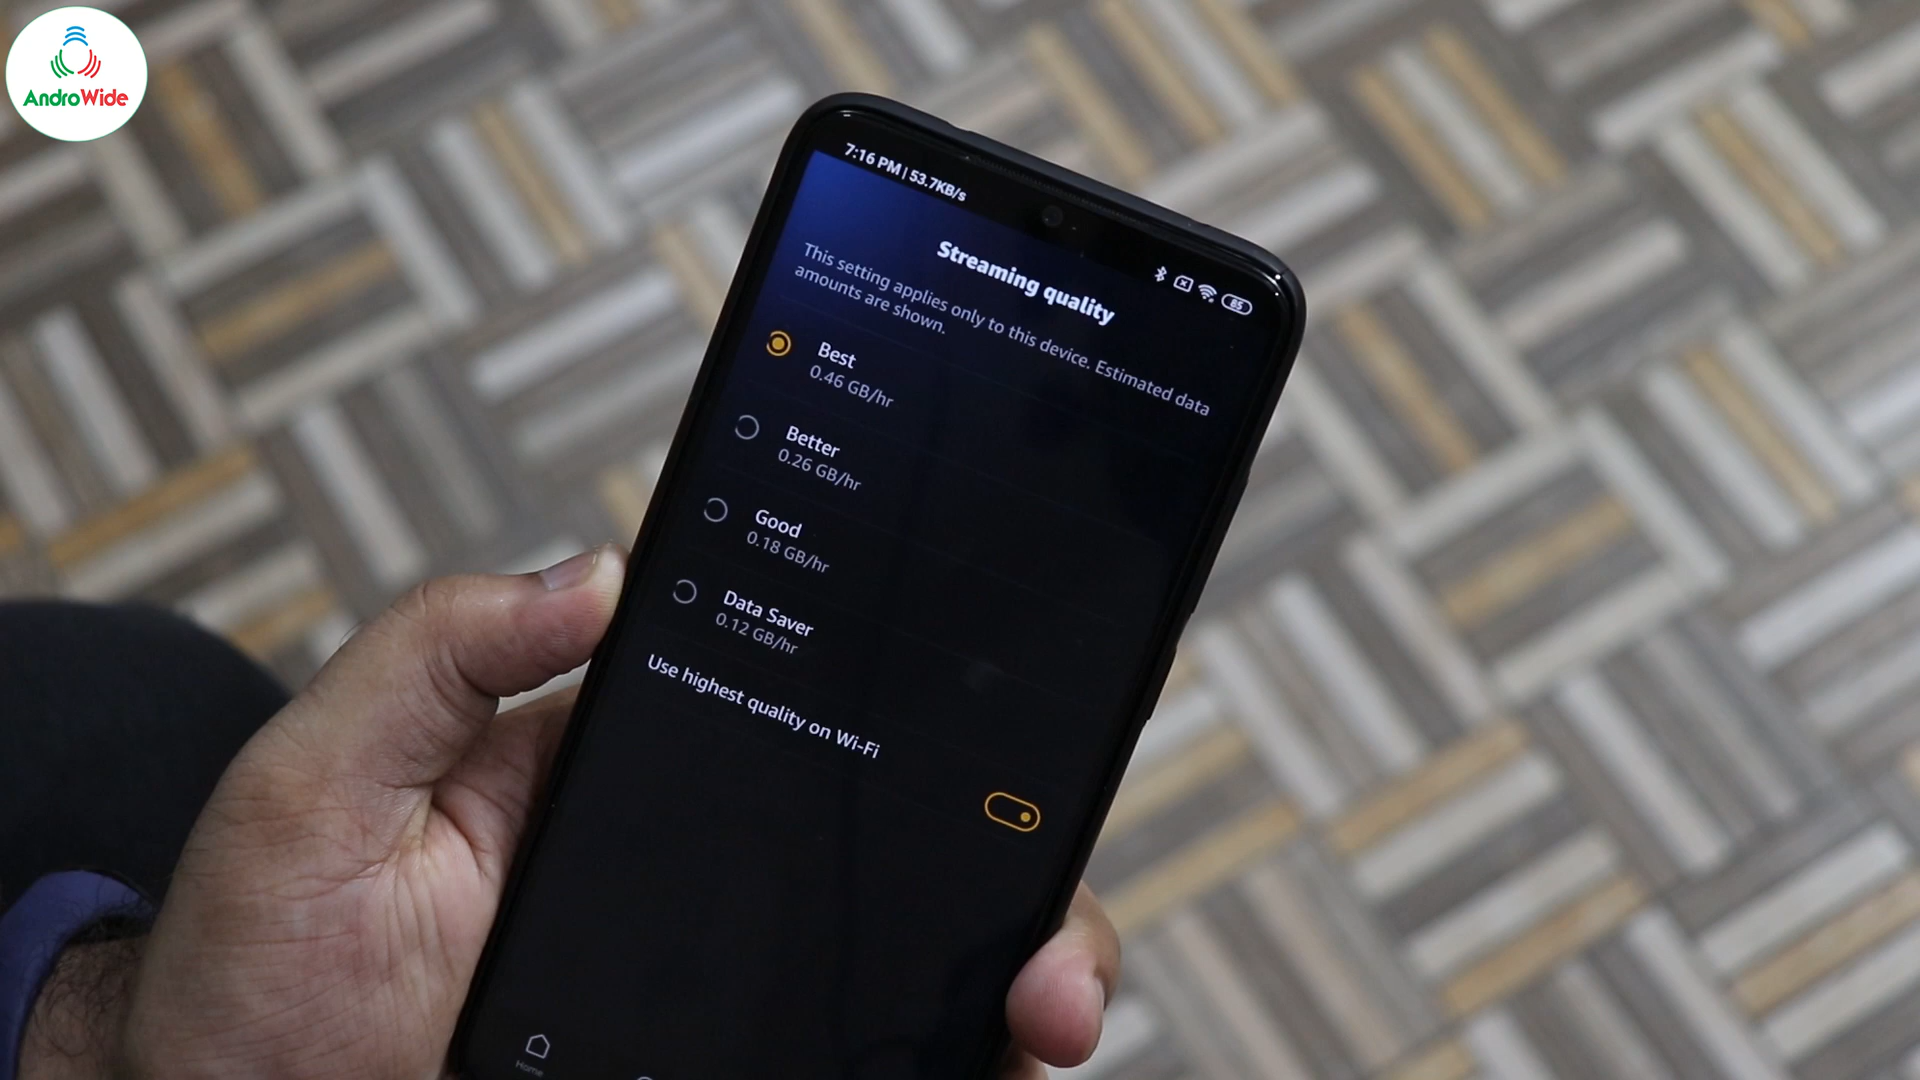 AndroWide
7:16 PM | 53.7KB/s
85
Streaming quality
This setting applies only to this device. Estimated data
amounts are shown.
Best
0.46 GB/hr
Better
0.26 GB/hr
Good
0.18 GB/hr
Data Saver
0.12 GB/hr
Use highest quality on Wi-Fi
Home